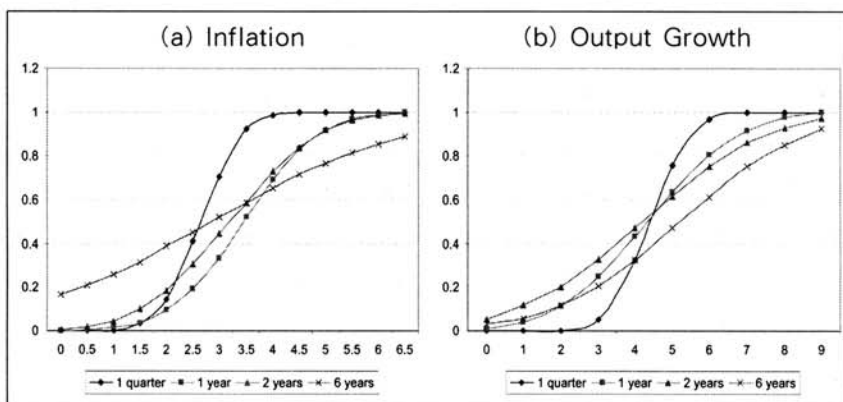 (a) Inflation
1.2
1
0.8
0.6
0.4
0.2
0
0 0.5 1 1.5 2 2.5 3 3.5 4 4.5 5 5.5 6 6.5
1 quarter 1 year 2 years 6 years
(b) Output Growth
1.2
1
0.8
0.6
0.4
0.2
0
0 1 2 3 4 5 6 7 8 9
1 quarter 1 year 2 years 6 years